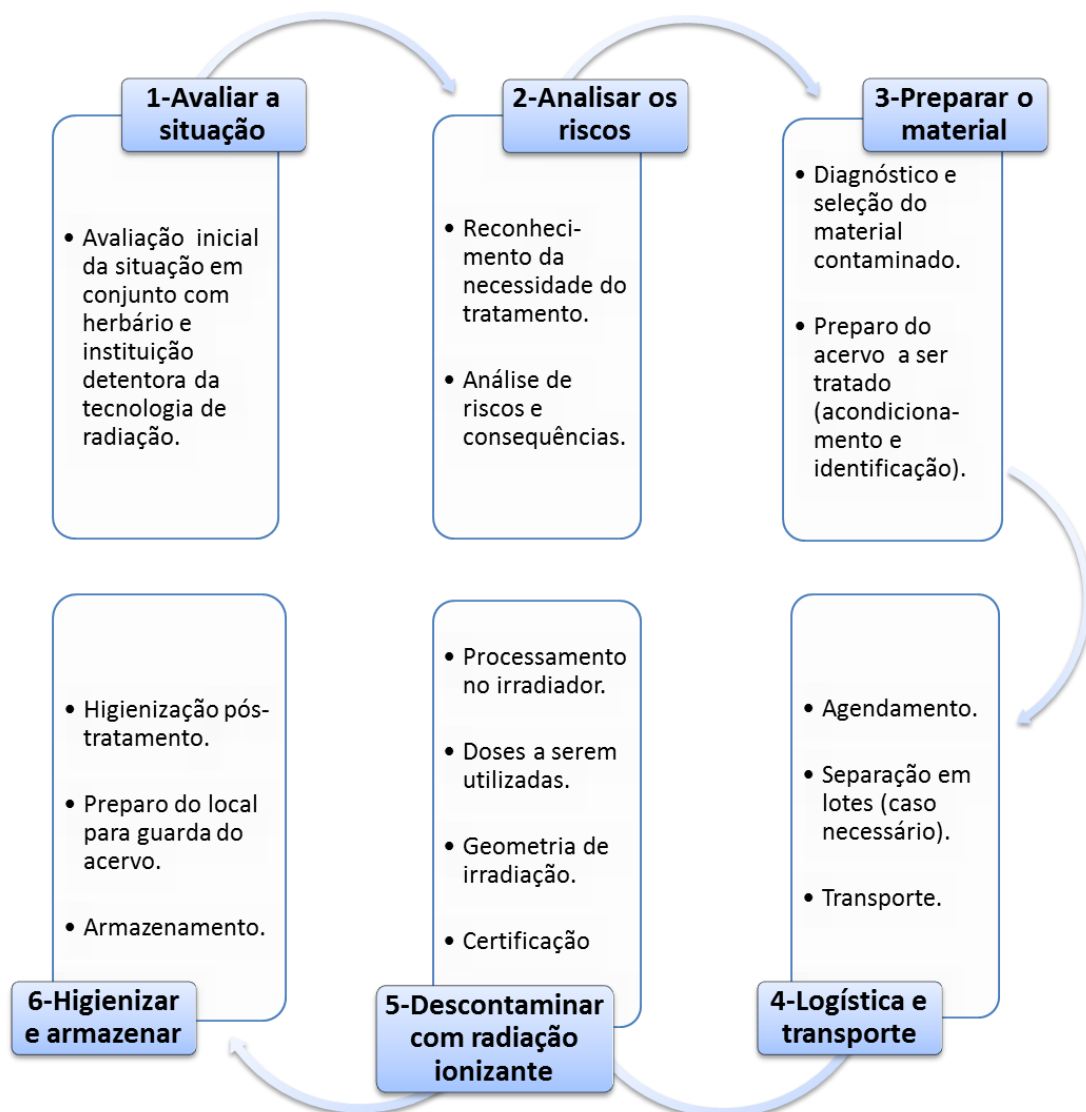 1-Avaliar a
situação
• Avaliação inicial
da situação em
conjunto com
herbário e
instituição
detentora da
tecnologia de
radiação.
2-Analisar os
riscos
• Reconheci-
mento da
necessidade do
tratamento.
• Análise de
riscos e
consequências.
3-Preparar o
material
• Diagnóstico e
seleção do
material
contaminado.
• Preparo do
acervo a ser
tratado
(acondiciona-
mento e
identificação).
• Agendamento.
• Separação em
lotes (caso
necessário).
• Transporte.
4-Logística e
transporte
• Processamento
no irradiador.
• Doses a serem
utilizadas.
• Geometria de
irradiação.
• Certificação
5-Descontaminar
com radiação
ionizante
• Higienização pós-
tratamento.
• Preparo do local
para guarda do
acervo.
• Armazenamento.
6-Higienizar
e armazenar